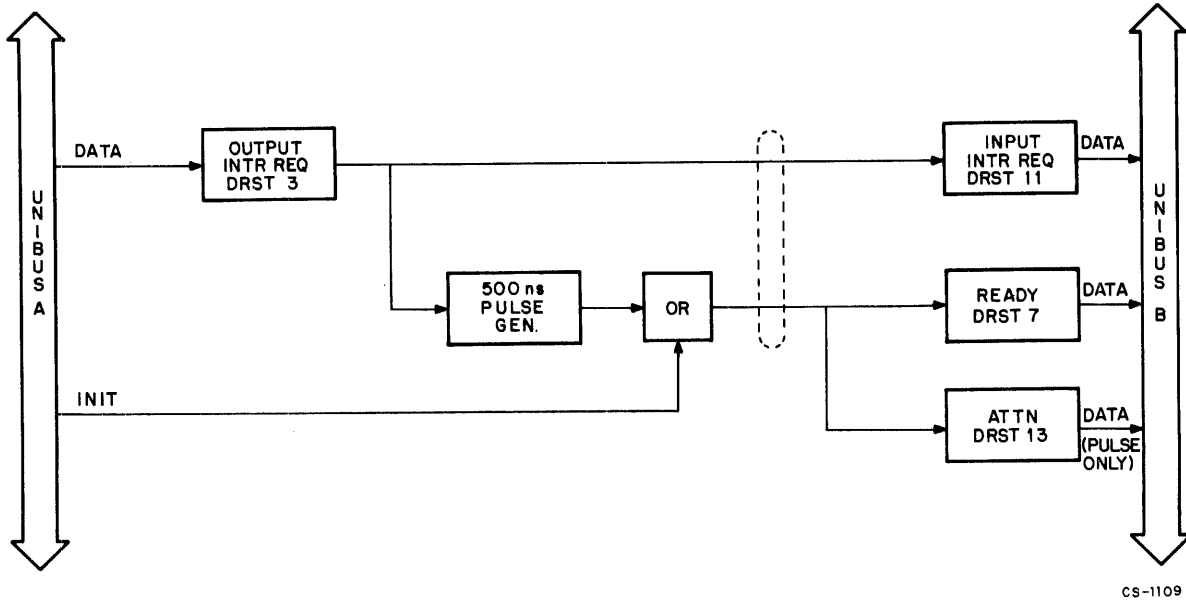 UNIBUS A
DATA
OUTPUT
INTR REQ
DRST 3
INPUT
INTR REQ
DRST 11
DATA
500 ns
PULSE
GEN.
OR
READY
DRST 7
DATA
INIT
ATTN
DRST 13
DATA
(PULSE
ONLY)
UNIBUS B
CS-1109